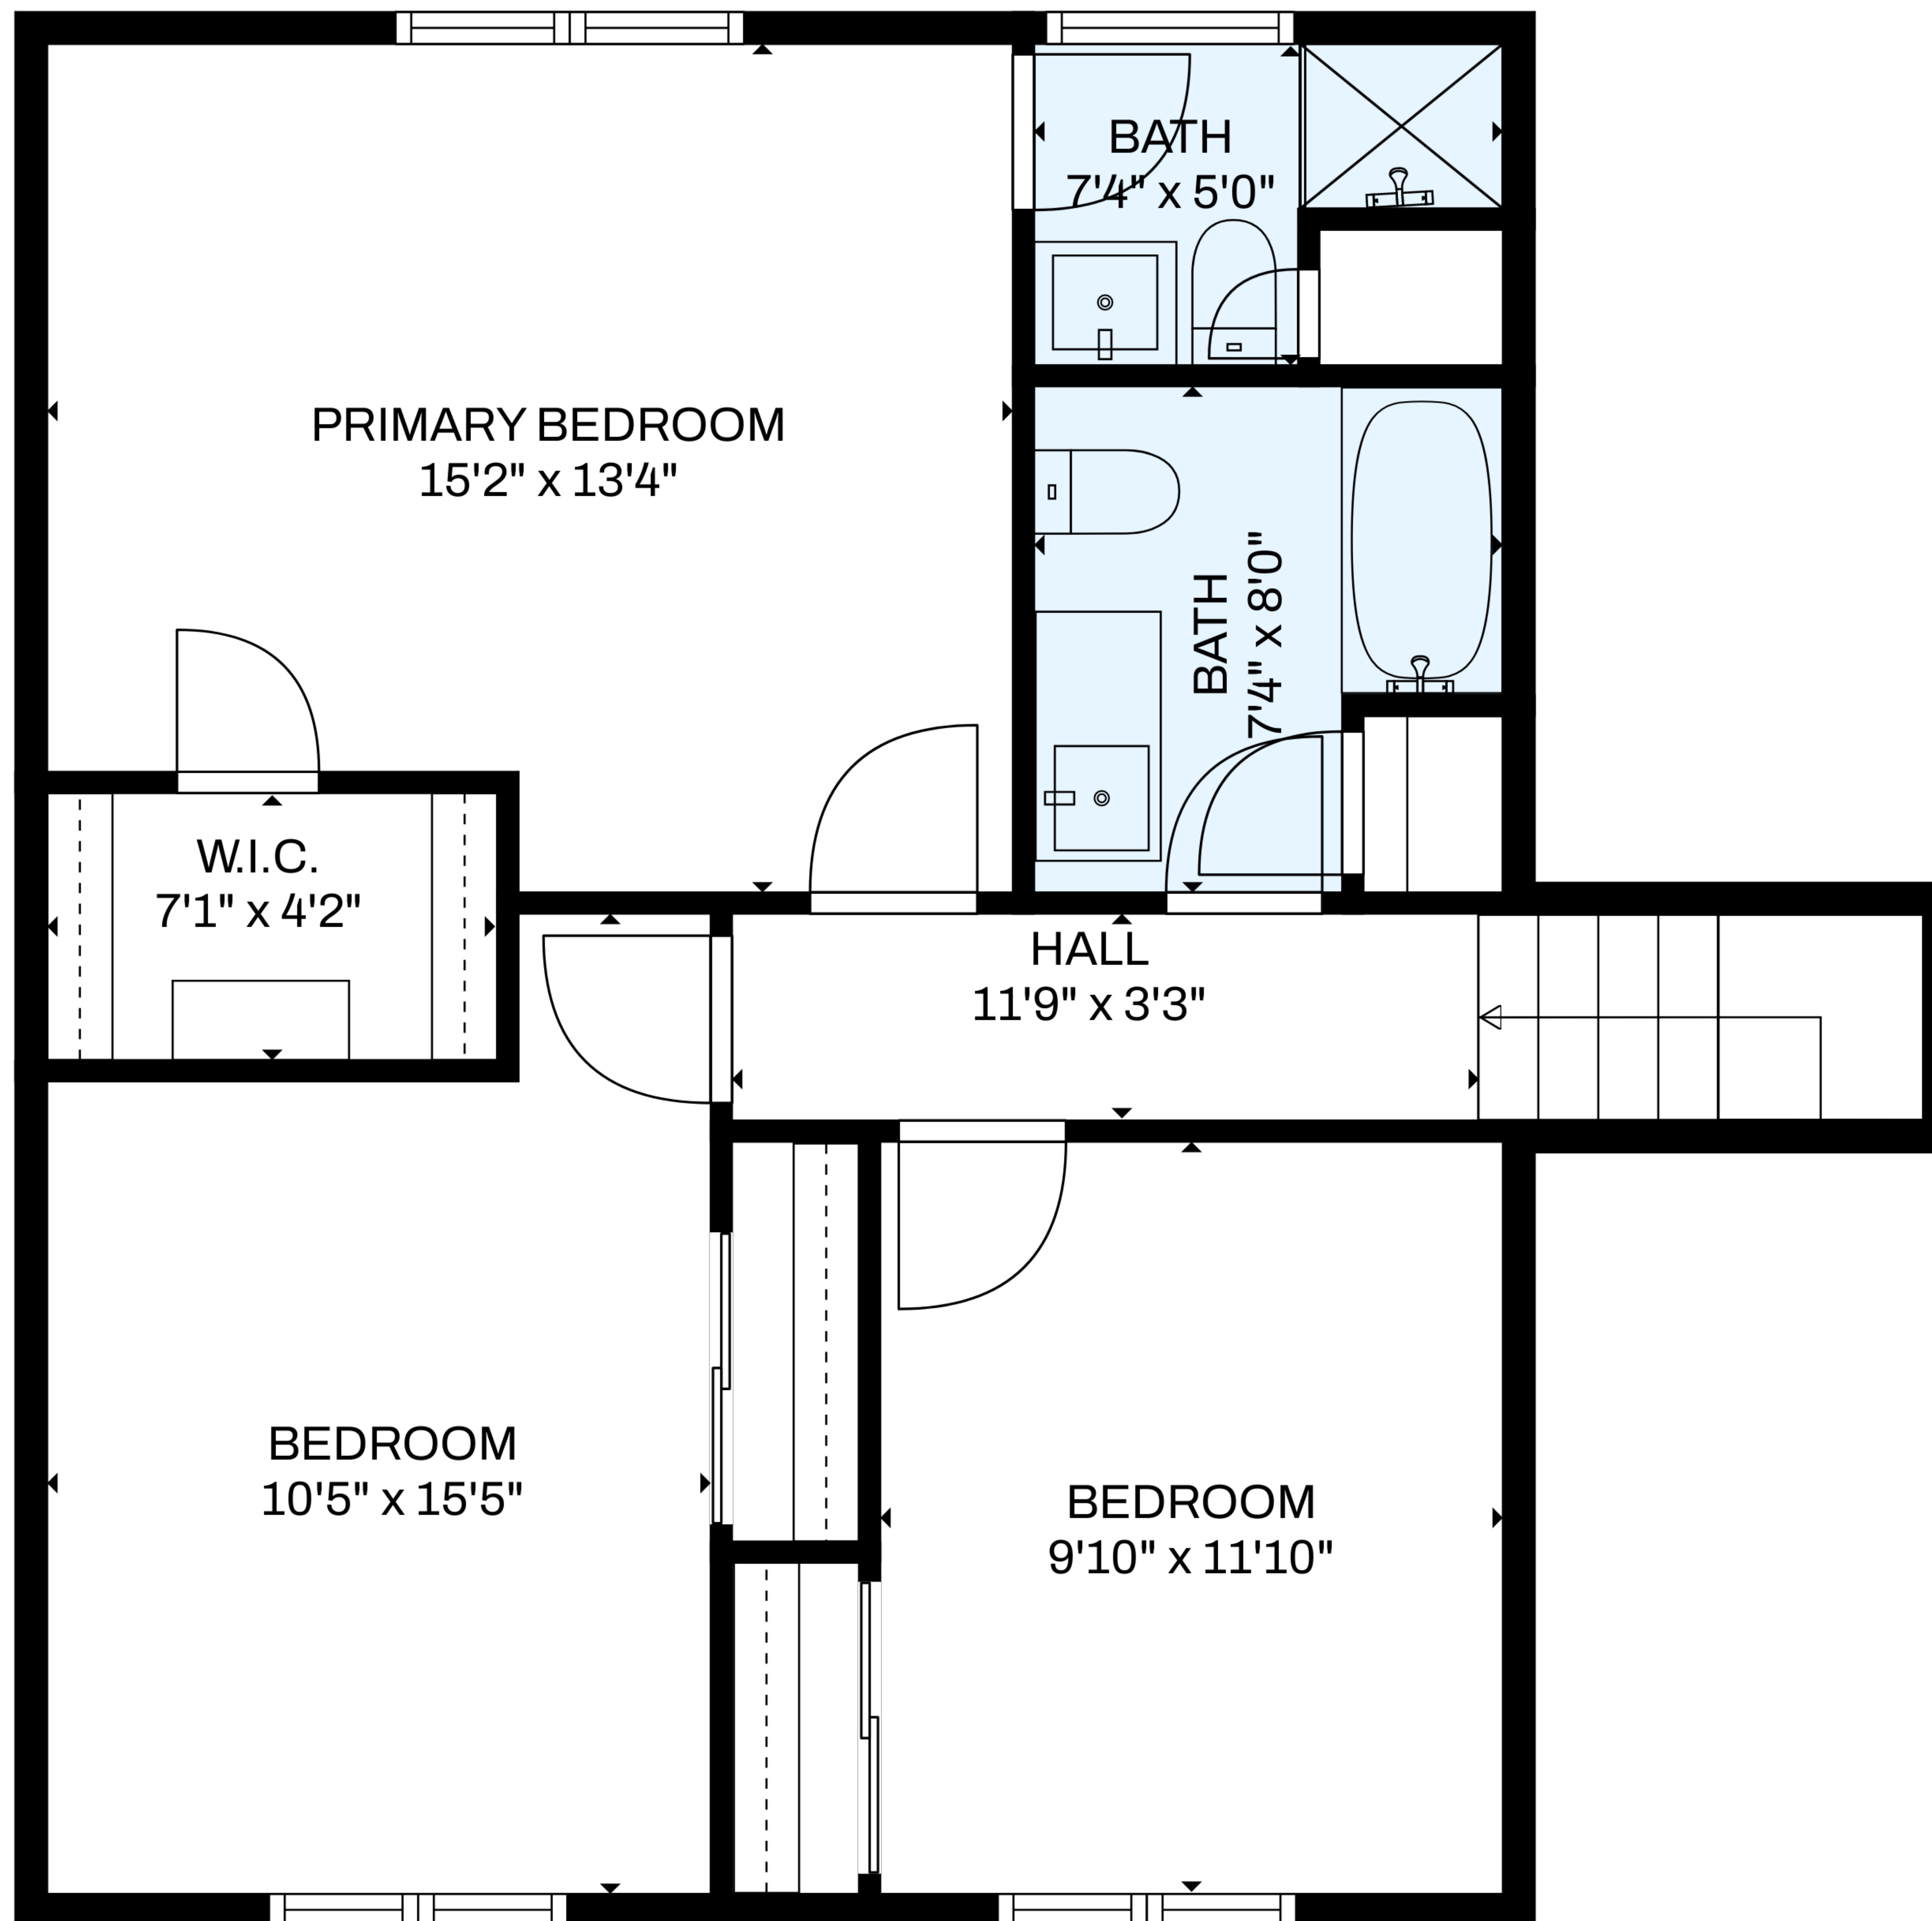 BATH
7'4" x 5'0"
PRIMARY BEDROOM
15'2" x 13'4"
BATH
7'4" x 8'0"
W.I.C.
7'1" x 4'2"
HALL
11'9" x 3'3"
BEDROOM
10'5" x 15'5"
BEDROOM
9'10" x 11'10"